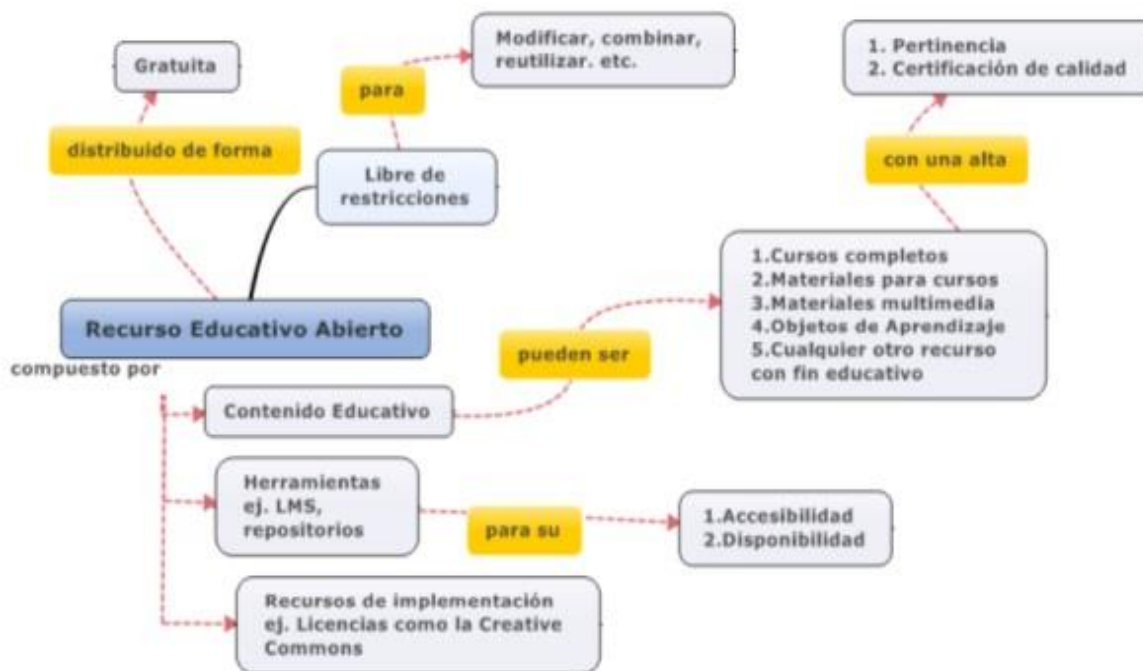 Gratuita
distribuido de forma
Modificar, combinar,
reutilizar. etc.
para
Libre de
restricciones
1. Pertinencia
2. Certificación de calidad
con una alta
1.Cursos completos
2.Materiales para cursos
3.Materiales multimedia
4.Objetos de Aprendizaje
5.Cualquier otro recurso
con fin educativo
Recurso Educativo Abierto
compuesto por
pueden ser
Contenido Educativo
Herramientas
ej. LMS,
repositorios
para su
1.Accesibilidad
2.Disponibilidad
Recursos de implementación
ej. Licencias como la Creative
Commons